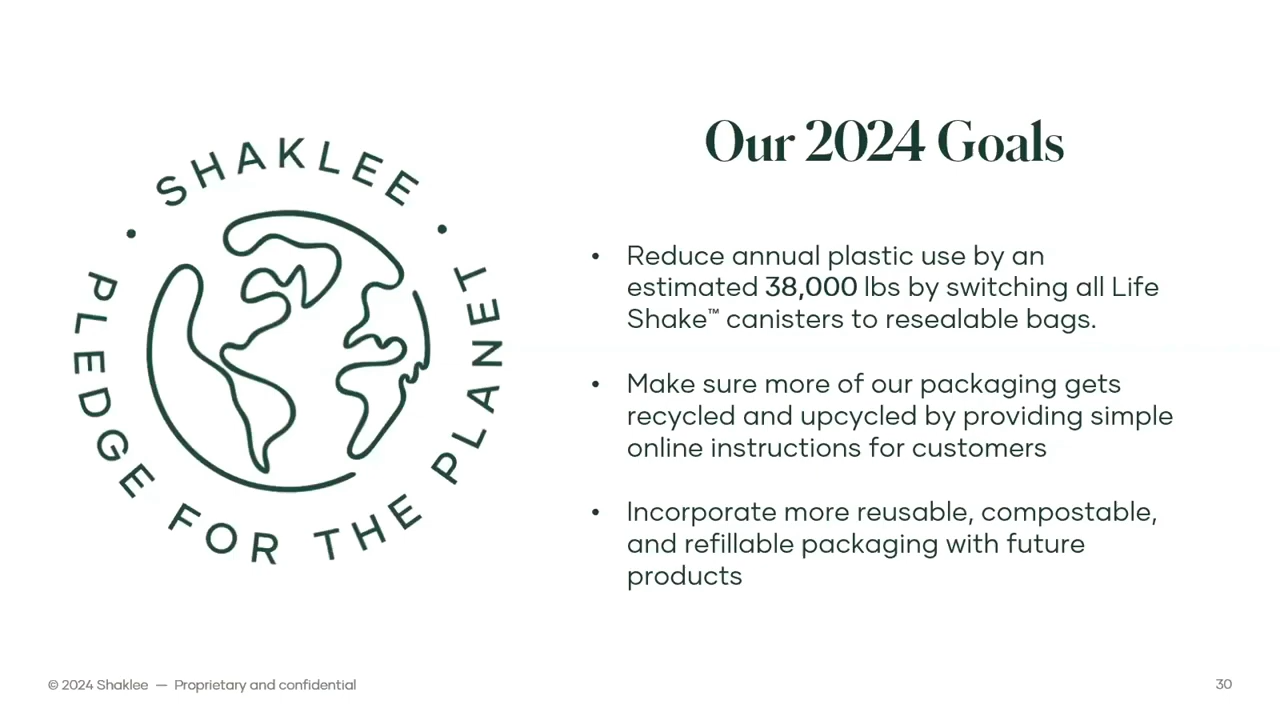 SHAKLEE
• PLEDGE FOR THE PLANET •
Our 2024 Goals
• Reduce annual plastic use by an
estimated 38,000 lbs by switching all Life
Shake™ canisters to resealable bags.
• Make sure more of our packaging gets
recycled and upcycled by providing simple
online instructions for customers
• Incorporate more reusable, compostable,
and refillable packaging with future
products
© 2024 Shaklee — Proprietary and confidential
30